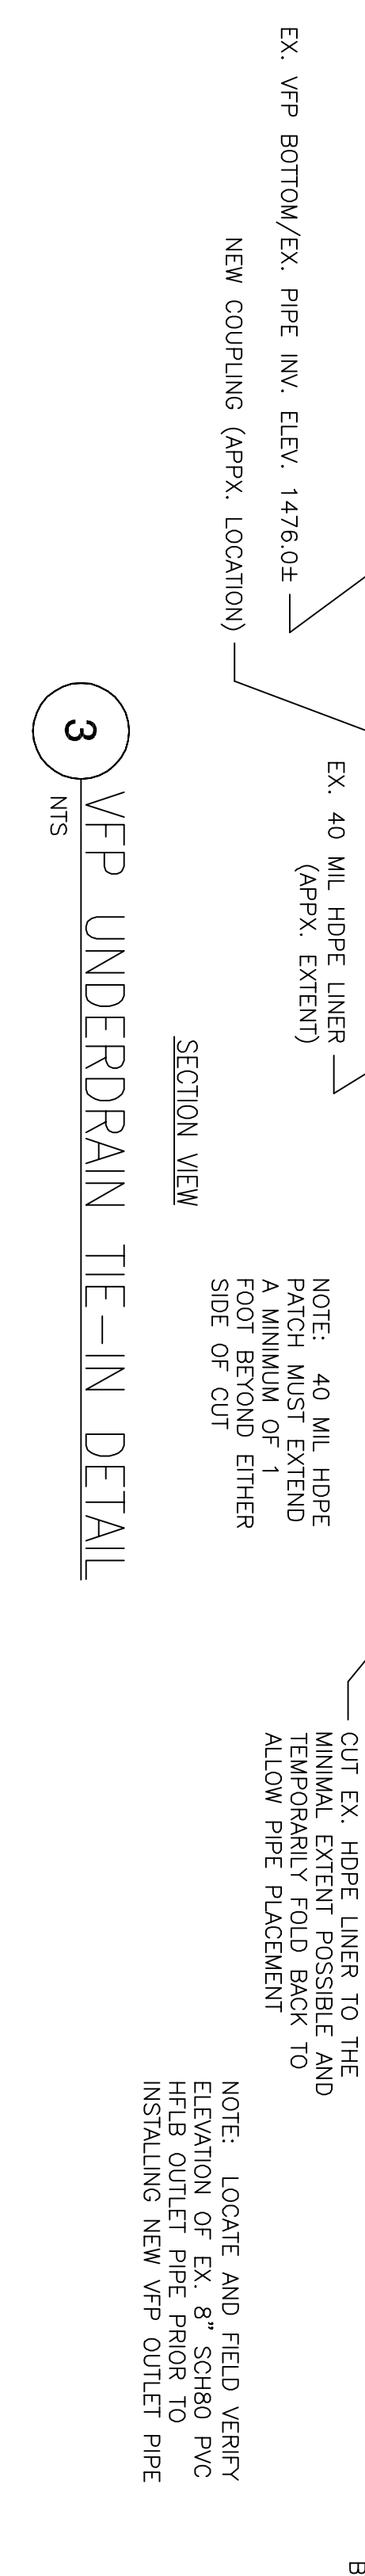 EX. VFP BOTTOM/EX. PIPE INV. ELEV. 1476.0±
NEW COUPLING (APPX. LOCATION)
EX. 40 MIL HDPE LINER
(APPX. EXTENT)
NOTE: 40 MIL HDPE
PATCH MUST EXTEND
A MINIMUM OF 1
FOOT BEYOND EITHER
SIDE OF CUT
CUT EX. HDPE LINER TO THE
MINIMAL EXTENT POSSIBLE AND
TEMPORARILY FOLD BACK TO
ALLOW PIPE PLACEMENT
NOTE: LOCATE AND FIELD VERIFY
ELEVATION OF EX. 8" SCH80 PVC
HFLB OUTLET PIPE PRIOR TO
INSTALLING NEW VFP OUTLET PIPE
B
SECTION VIEW
3
VFP UNDERDRAIN TIE-IN DETAIL
NTS